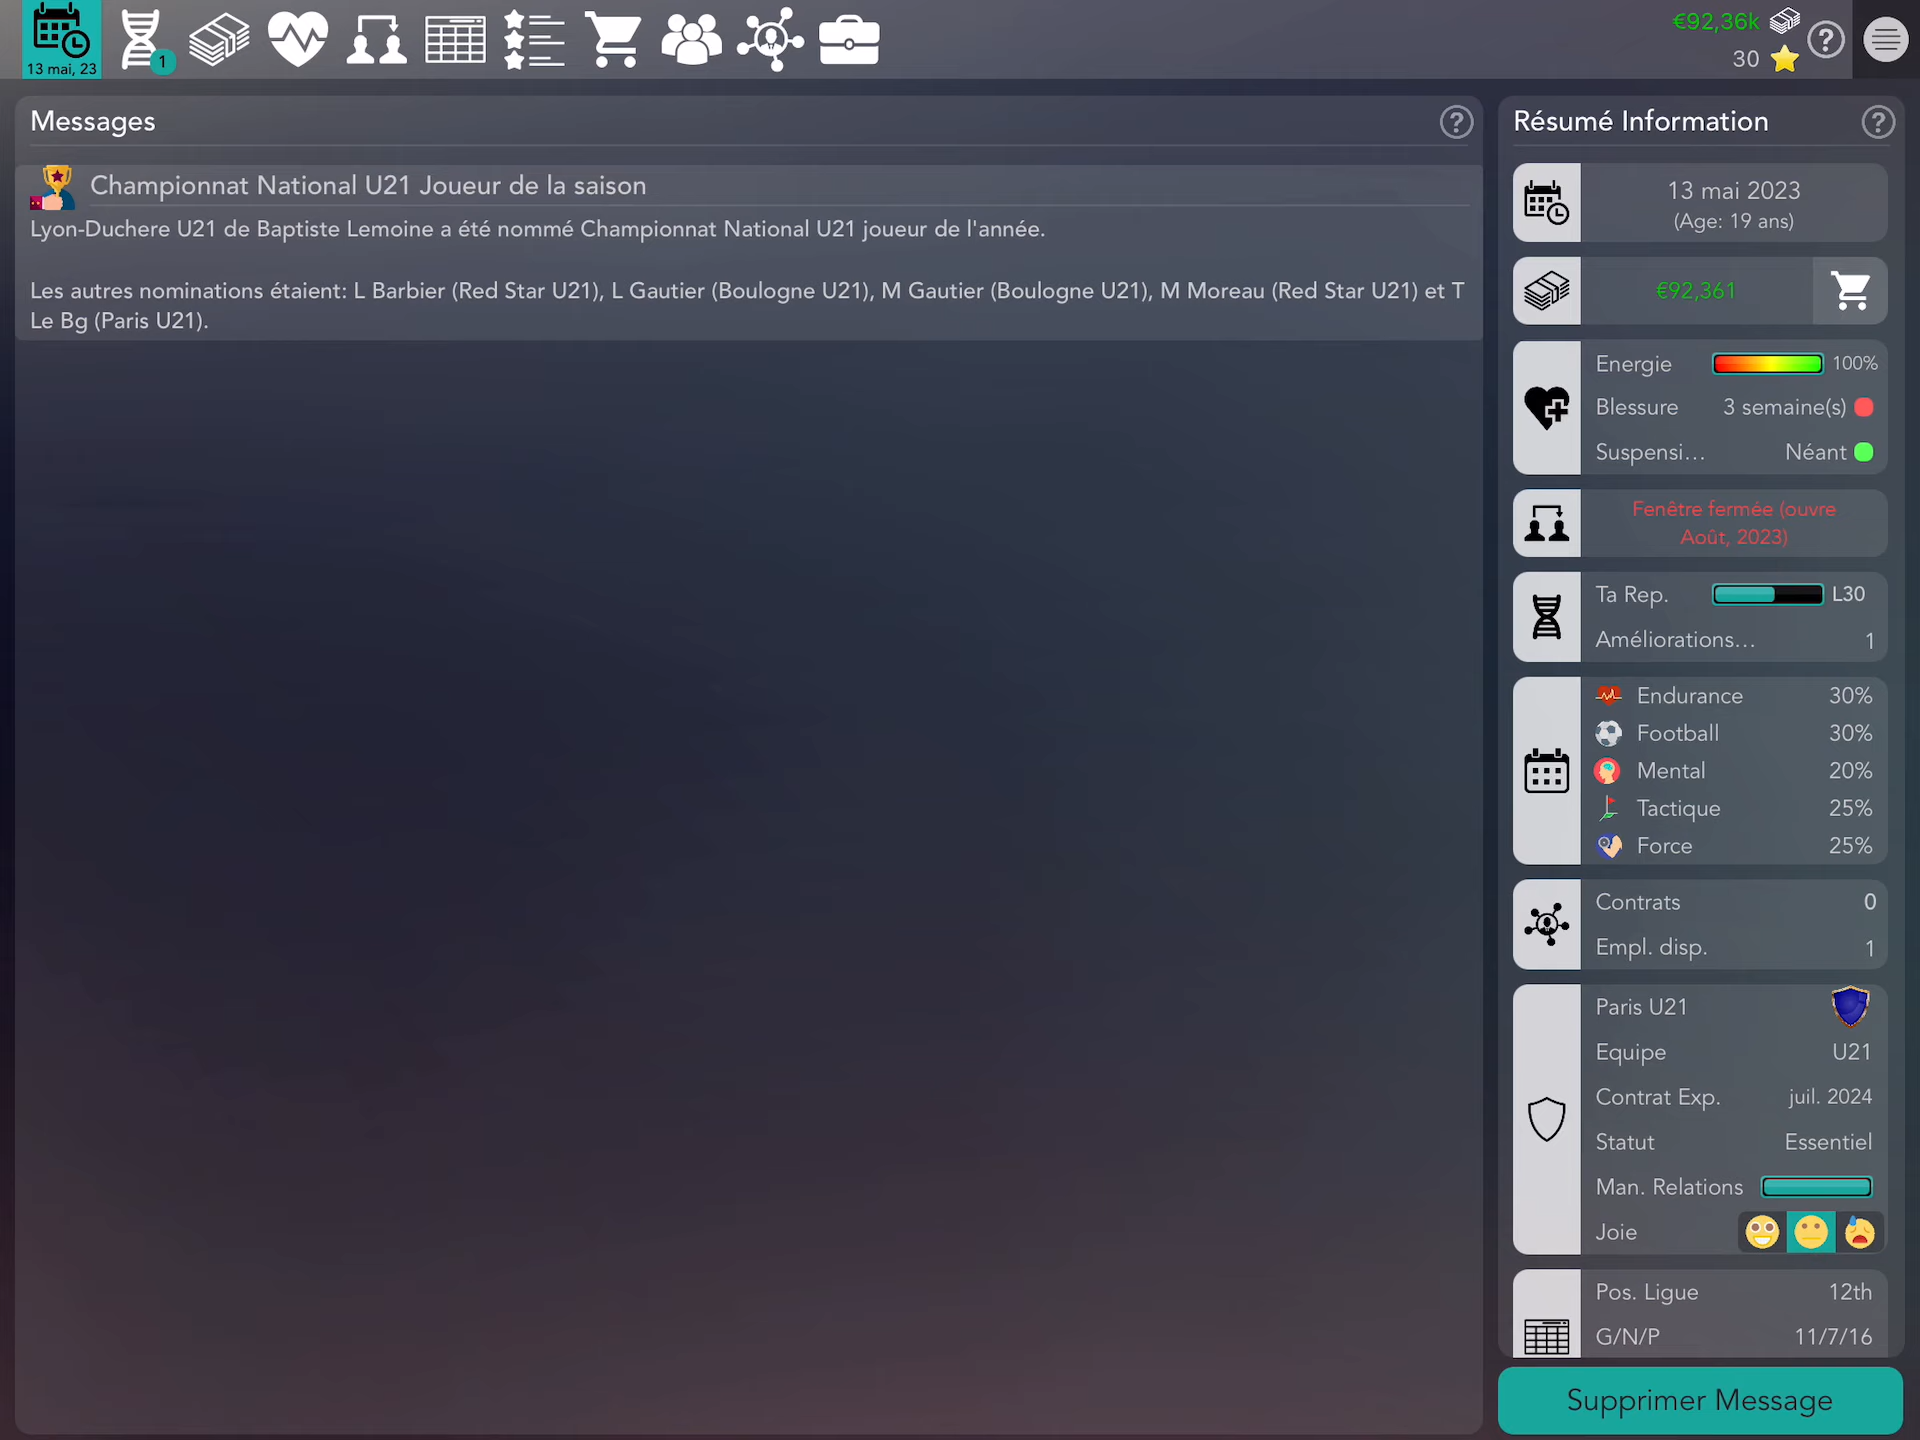 13 mai, 23
1
€92,36k
30
Messages
Championnat National U21 Joueur de la saison
Lyon-Duchere U21 de Baptiste Lemoine a été nommé Championnat National U21 joueur de l'année.
Les autres nominations étaient: L Barbier (Red Star U21), L Gautier (Boulogne U21), M Gautier (Boulogne U21), M Moreau (Red Star U21) et T
Le Bg (Paris U21).
Résumé Information
13 mai 2023
(Age: 19 ans)
€92,361
Energie 100%
Blessure 3 semaine(s)
Suspensi... Néant
Fenêtre fermée (ouvre
Août, 2023)
Ta Rep. L30
Améliorations... 1
Endurance 30%
Football 30%
Mental 20%
Tactique 25%
Force 25%
Contrats 0
Empl. disp. 1
Paris U21
Equipe U21
Contrat Exp. juil. 2024
Statut Essentiel
Man. Relations
Joie
Pos. Ligue 12th
G/N/P 11/7/16
Supprimer Message